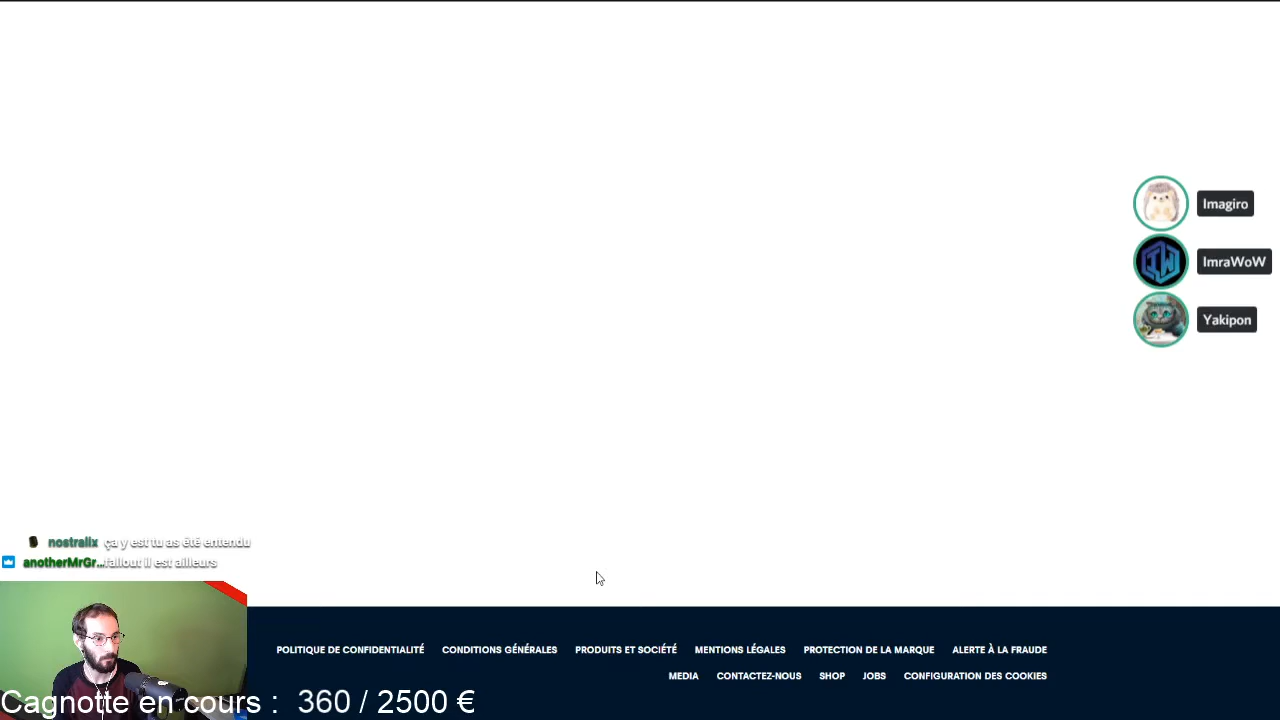 Imagiro
ImraWoW
Yakipon
nostralix ça y est tu as été entendu
anotherMrGr... fallout il est ailleurs
POLITIQUE DE CONFIDENTIALITÉ CONDITIONS GÉNÉRALES PRODUITS ET SOCIÉTÉ MENTIONS LÉGALES PROTECTION DE LA MARQUE ALERTE À LA FRAUDE
MEDIA CONTACTEZ-NOUS SHOP JOBS CONFIGURATION DES COOKIES
Cagnotte en cours : 360 / 2500 €